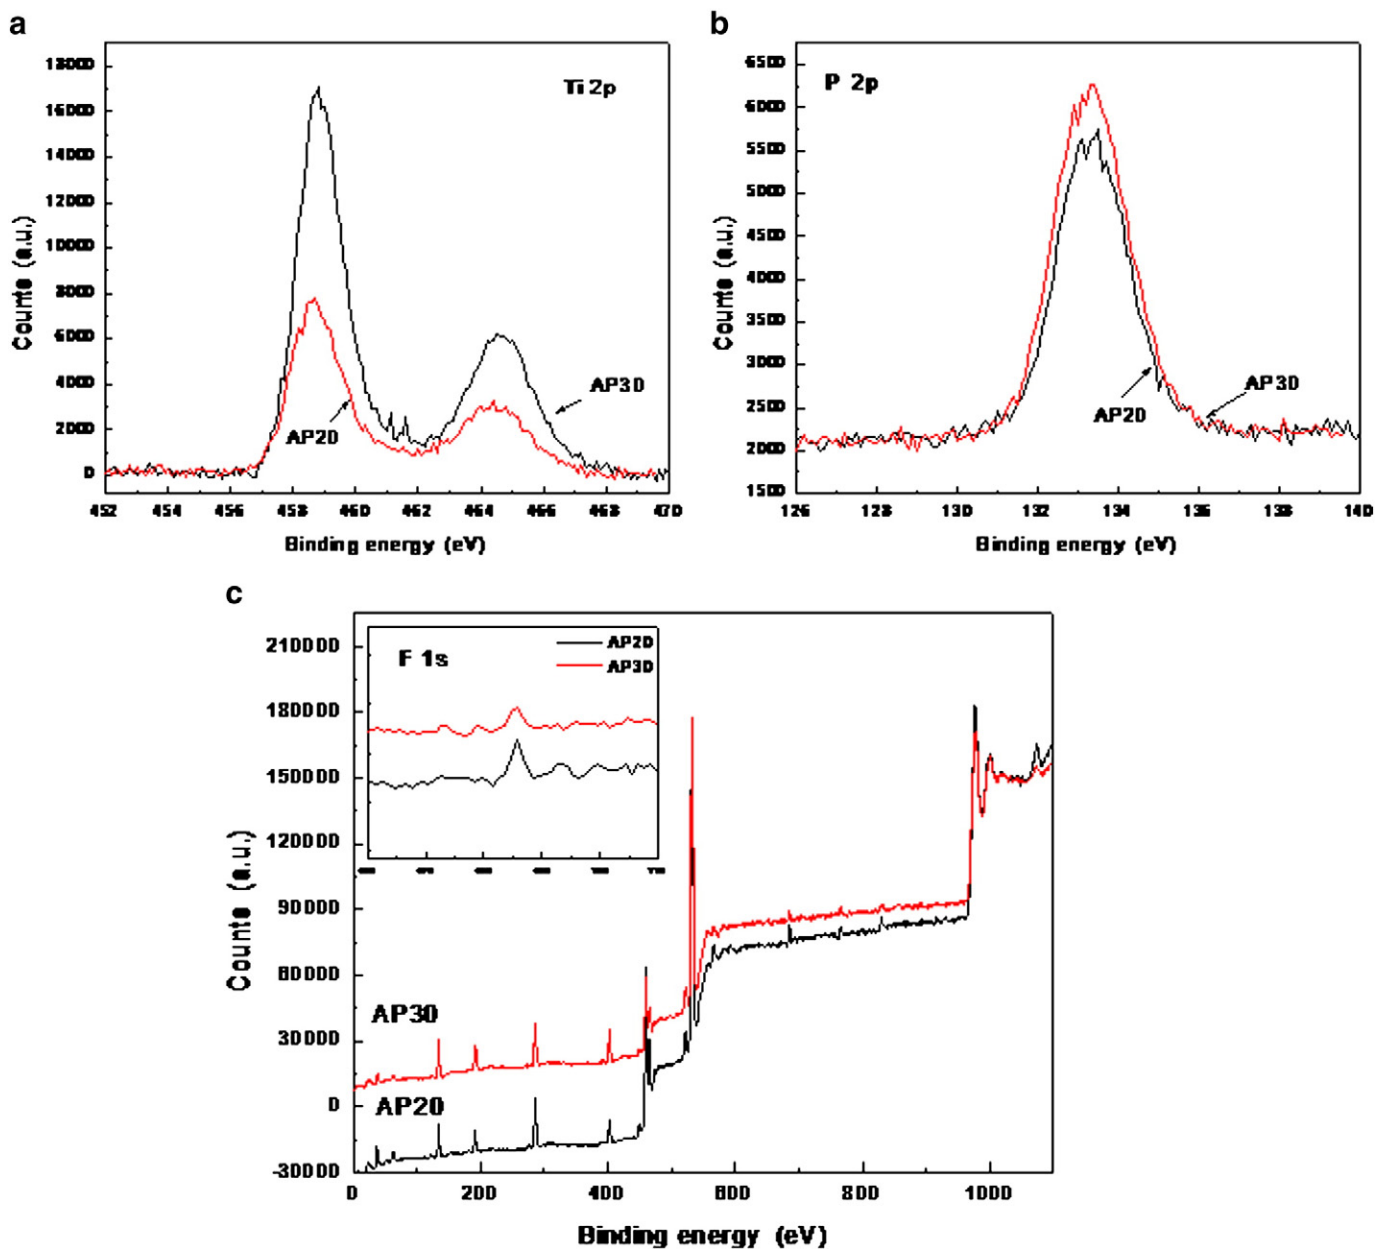 a
Ti 2p
18000
16000
14000
12000
10000
8000
6000
4000
2000
0
Counts (a.u.)
AP30
AP20
452 454 456 458 460 462 464 466 468 470
Binding energy (eV)
b
P 2p
6500
6000
5500
5000
4500
4000
3500
3000
2500
2000
1500
Counts (a.u.)
AP30
AP20
126 128 130 132 134 136 138 140
Binding energy (eV)
c
210000
180000
150000
120000
90000
60000
30000
0
-30000
Counts (a.u.)
F 1s
AP20
AP30
AP30
AP20
0 200 400 600 800 1000
Binding energy (eV)